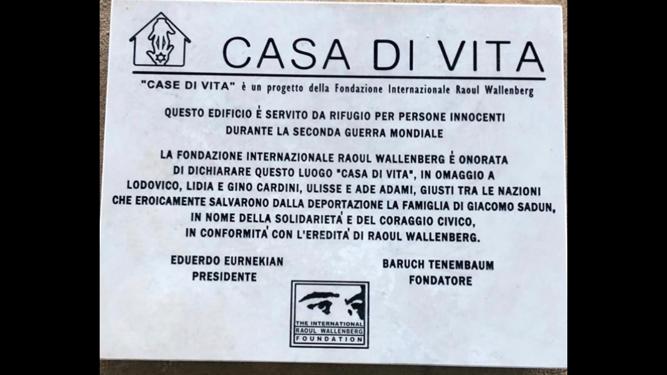 CASA DI VITA
"CASE DI VITA" è un progetto della Fondazione Internazionale Raoul Wallenberg
QUESTO EDIFICIO È SERVITO DA RIFUGIO PER PERSONE INNOCENTI
DURANTE LA SECONDA GUERRA MONDIALE
LA FONDAZIONE INTERNAZIONALE RAOUL WALLENBERG È ONORATA
DI DICHIARARE QUESTO LUOGO "CASA DI VITA", IN OMAGGIO A
LODOVICO, LIDIA E GINO CARDINI, ULISSE E ADE ADAMI, GIUSTI TRA LE NAZIONI
CHE EROICAMENTE SALVARONO DALLA DEPORTAZIONE LA FAMIGLIA DI GIACOMO SADUN,
IN NOME DELLA SOLIDARIETÀ E DEL CORAGGIO CIVICO,
IN CONFORMITÀ CON L'EREDITÀ DI RAOUL WALLENBERG.
EDUERDO EURNEKIAN
PRESIDENTE
BARUCH TENEMBAUM
FONDATORE
THE INTERNATIONAL
RAOUL WALLENBERG
FOUNDATION